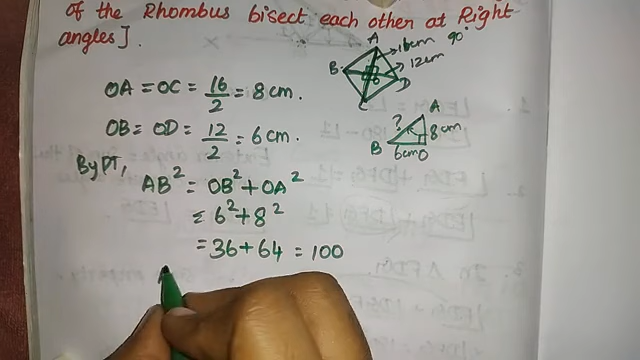 of the Rhombus bisect each other at Right
angles].
OA = OC = 16/2 = 8 cm.
OB = OD = 12/2 = 6 cm.
By PT,
AB² = OB² + OA²
= 6² + 8²
= 36 + 64 = 100
A 16cm 90°
B 12cm
D
C
A
? 8cm
B 6cm O